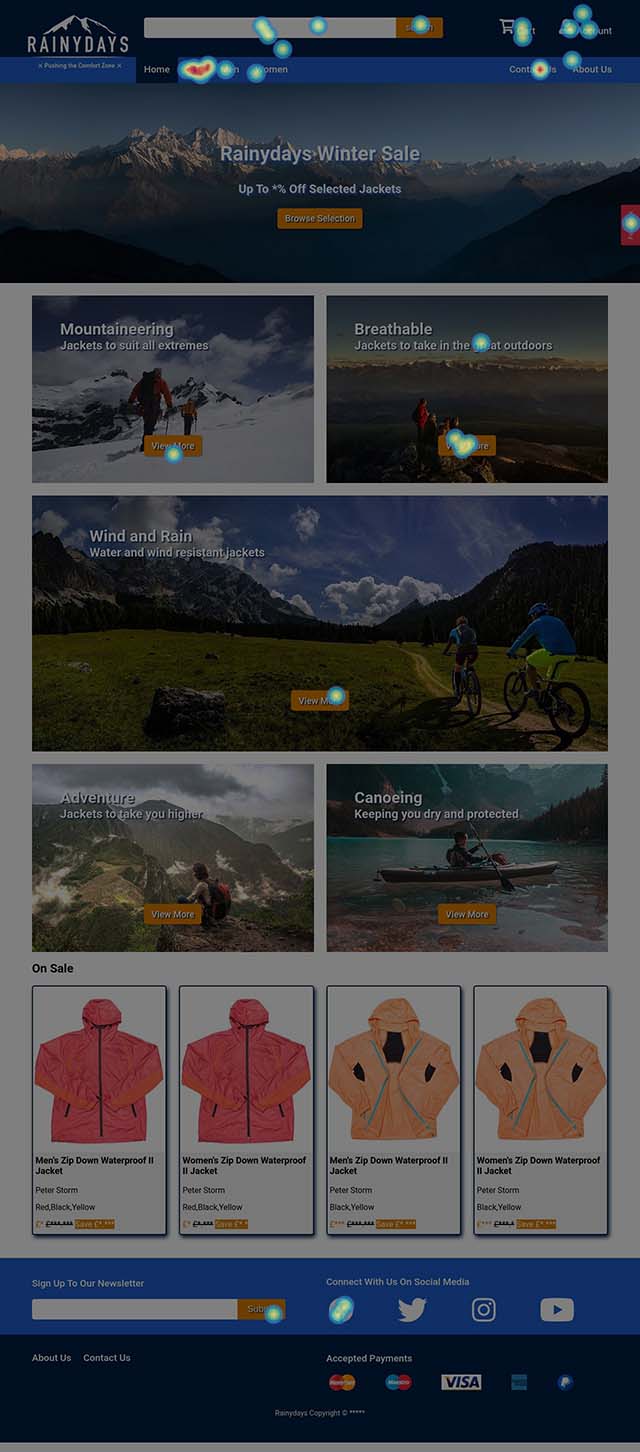 RAINYDAYS
× Pushing the Comfort Zone ×
Cart
Account
Home
Women
About Us
Rainydays Winter Sale
Up To *% Off Selected Jackets
Browse Selection
Mountaineering
Jackets to suit all extremes
View More
Breathable
Jackets to take in the great outdoors
View More
Wind and Rain
Water and wind resistant jackets
View
Adventure
Jackets to take you higher
View More
Canoeing
Keeping you dry and protected
View More
On Sale
Men's Zip Down Waterproof II
Jacket
Peter Storm
Red,Black,Yellow
£* £***.*** Save £*.***
Women's Zip Down Waterproof
II Jacket
Peter Storm
Red,Black,Yellow
£* £*.*** Save £*.*
Men's Zip Down Waterproof II
Jacket
Peter Storm
Black,Yellow
£*** £***.*** Save £*.***
Women's Zip Down Waterproof
II Jacket
Peter Storm
Black,Yellow
£*** £***.* Save £*.***
Sign Up To Our Newsletter
Connect With Us On Social Media
About Us
Contact Us
Accepted Payments
MasterCard
Maestro
VISA
Rainydays Copyright © *****